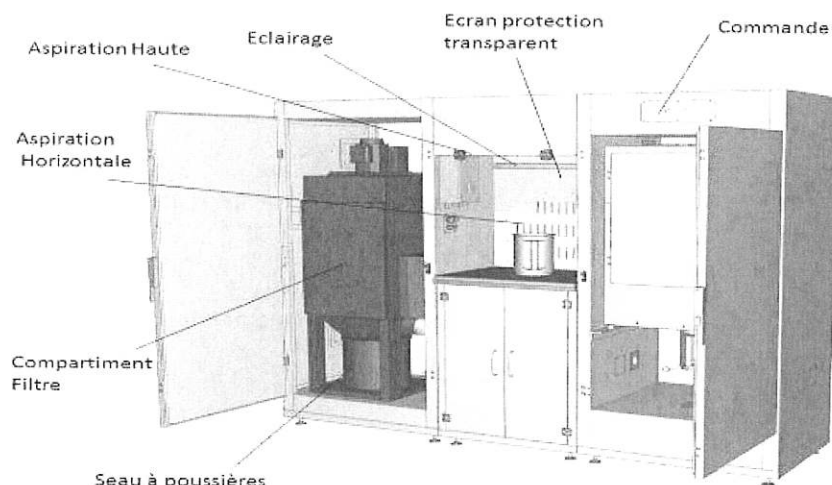 Aspiration Haute
Eclairage
Ecran protection
transparent
Commande
Aspiration
Horizontale
Compartiment
Filtre
Seau à poussières